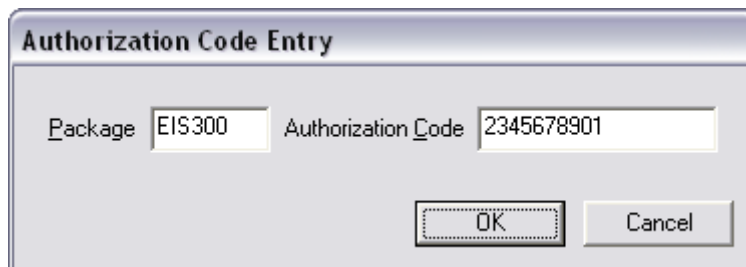 Authorization Code Entry
Package EIS300 Authorization Code 2345678901
OK Cancel